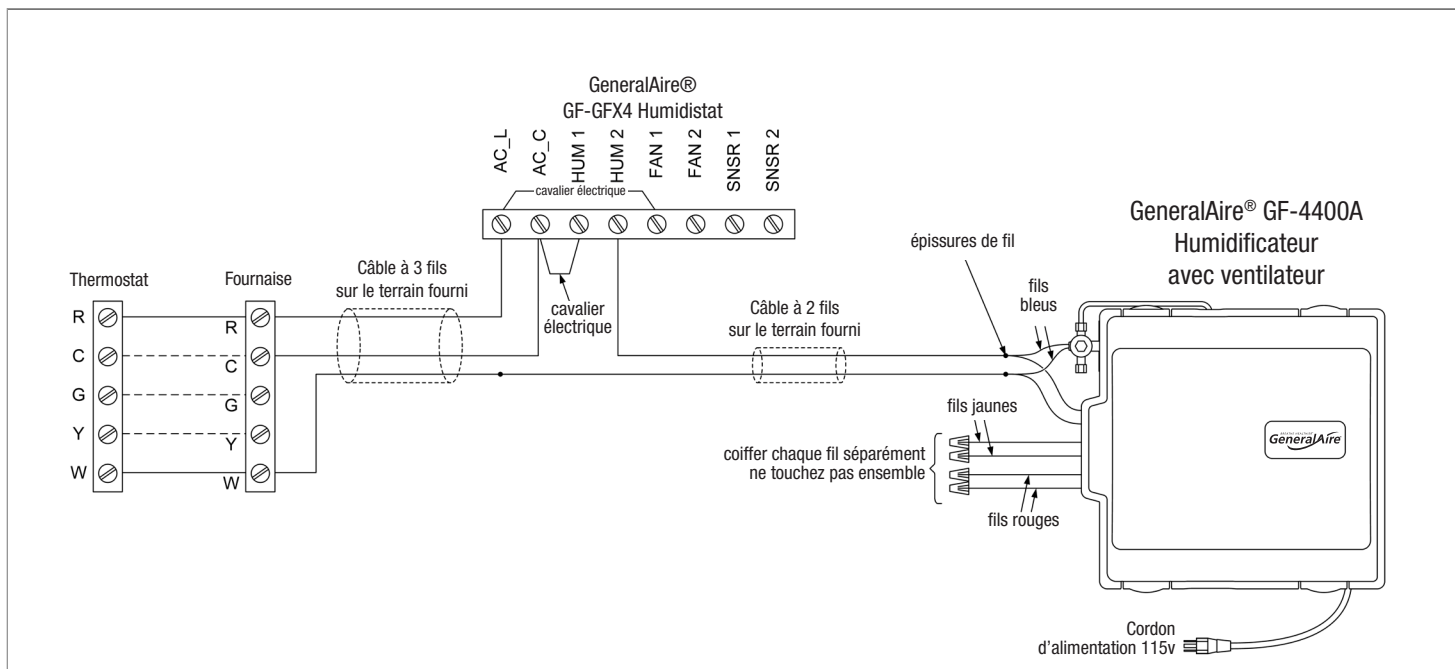 GeneralAire®
GF-GFX4 Humidistat
AC_L
AC_C
HUM 1
HUM 2
FAN 1
FAN 2
SNSR 1
SNSR 2
cavalier électrique
cavalier
électrique
Thermostat
R
C
G
Y
W
Fournaise
R
C
G
Y
W
Câble à 3 fils
sur le terrain fourni
Câble à 2 fils
sur le terrain fourni
épissures de fil
fils
bleus
GeneralAire® GF-4400A
Humidificateur
avec ventilateur
fils jaunes
coiffer chaque fil séparément
ne touchez pas ensemble
fils rouges
GeneralAire
Cordon
d'alimentation 115v